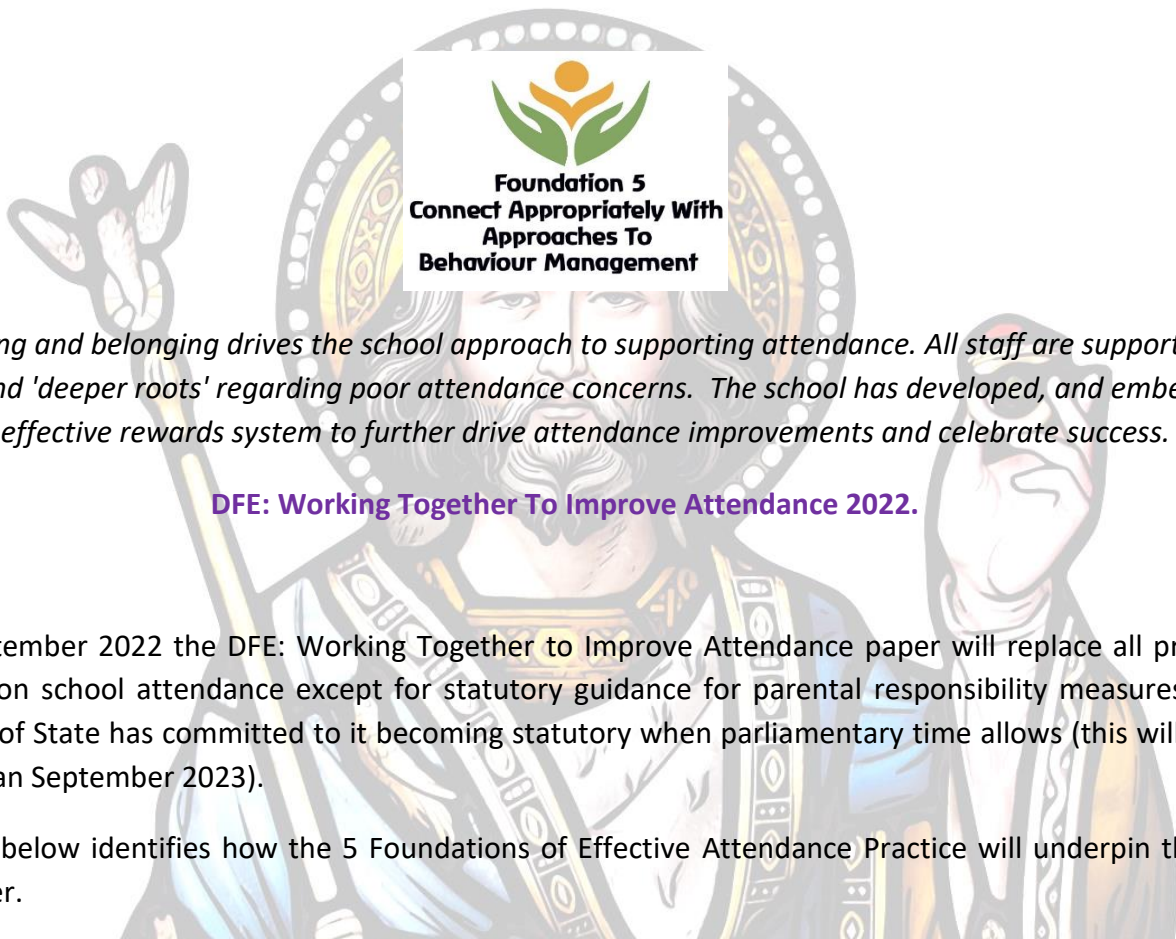 Foundation 5
Connect Appropriately With
Approaches To
Behaviour Management
ng and belonging drives the school approach to supporting attendance. All staff are support
nd 'deeper roots' regarding poor attendance concerns. The school has developed, and embe
effective rewards system to further drive attendance improvements and celebrate success.
DFE: Working Together To Improve Attendance 2022.
tember 2022 the DFE: Working Together to Improve Attendance paper will replace all pr
on school attendance except for statutory guidance for parental responsibility measures
of State has committed to it becoming statutory when parliamentary time allows (this will
an September 2023).
below identifies how the 5 Foundations of Effective Attendance Practice will underpin th
er.